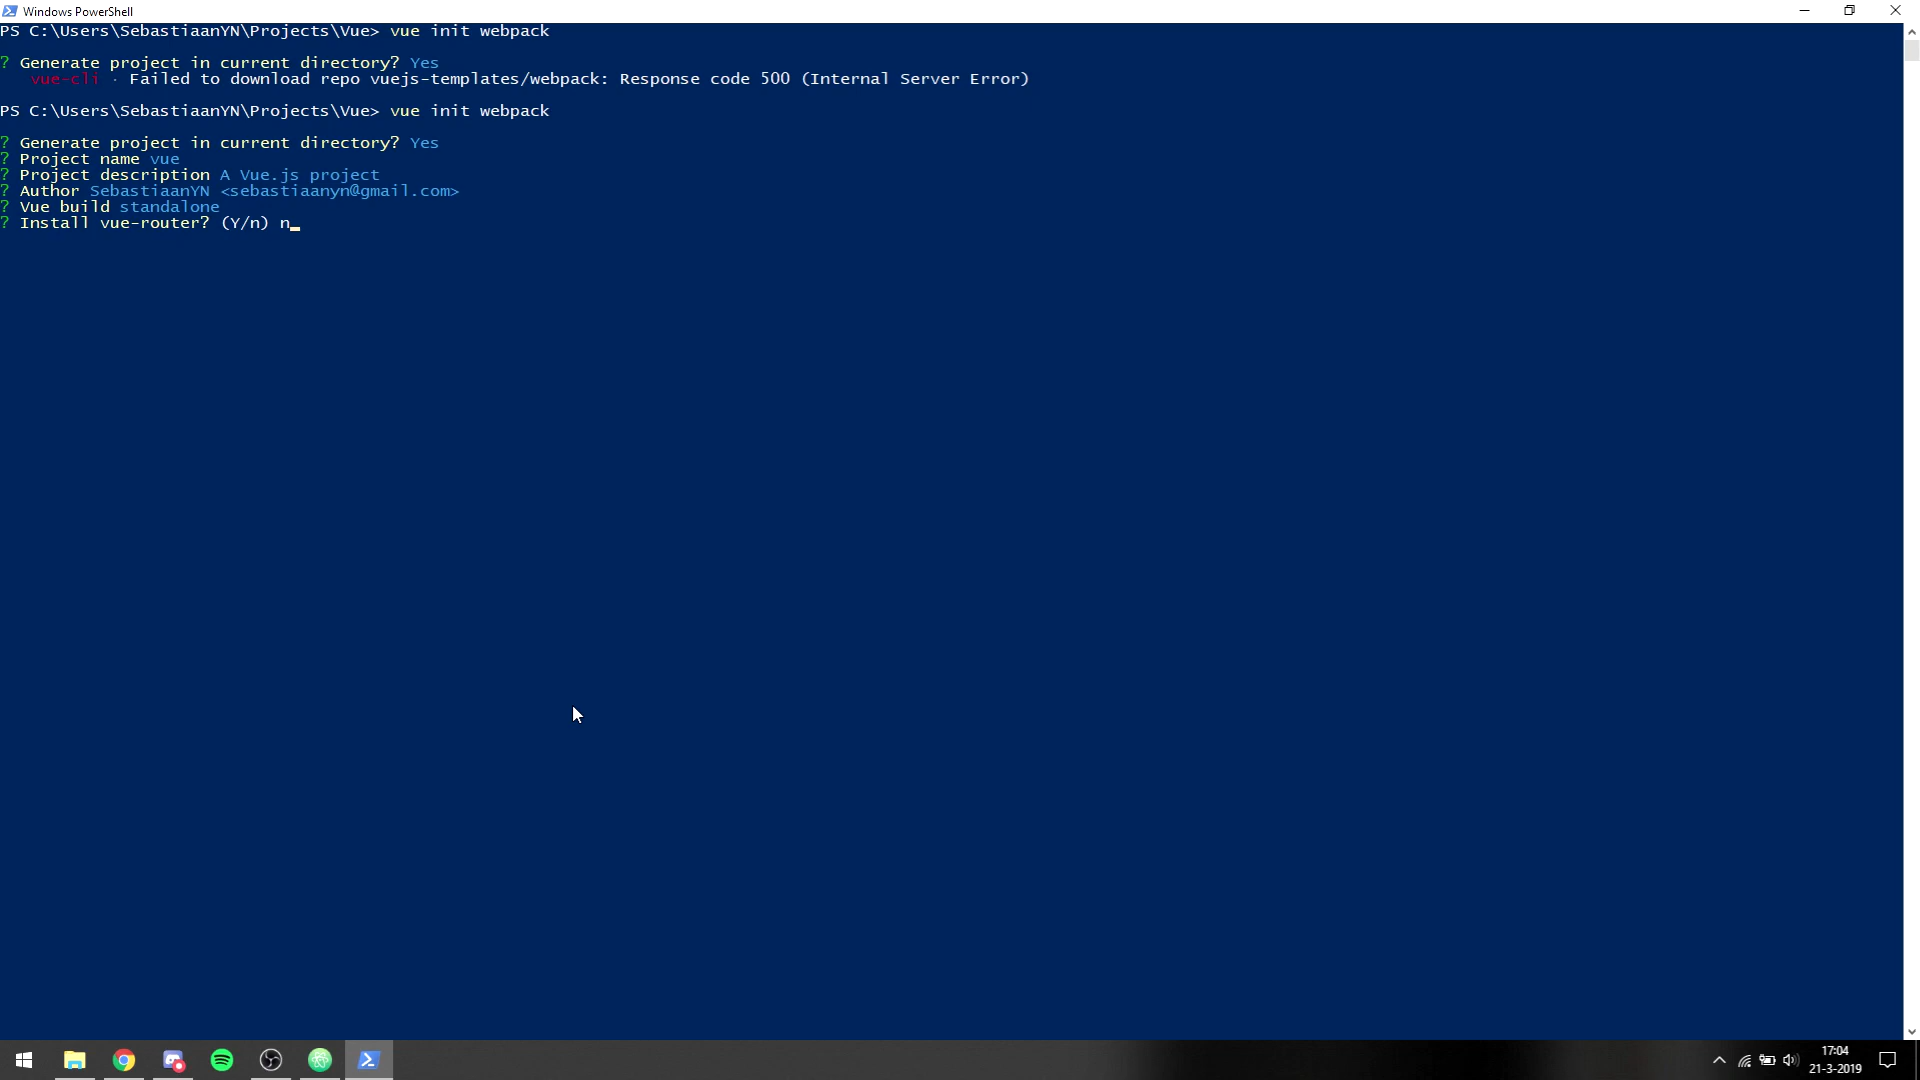 Windows PowerShell
PS C:\Users\SebastiaanYN\Projects\Vue> vue init webpack
? Generate project in current directory? Yes
vue-cli · Failed to download repo vuejs-templates/webpack: Response code 500 (Internal Server Error)
PS C:\Users\SebastiaanYN\Projects\Vue> vue init webpack
? Generate project in current directory? Yes
? Project name vue
? Project description A Vue.js project
? Author SebastiaanYN <sebastiaanyn@gmail.com>
? Vue build standalone
? Install vue-router? (Y/n) n
17:04
21-3-2019